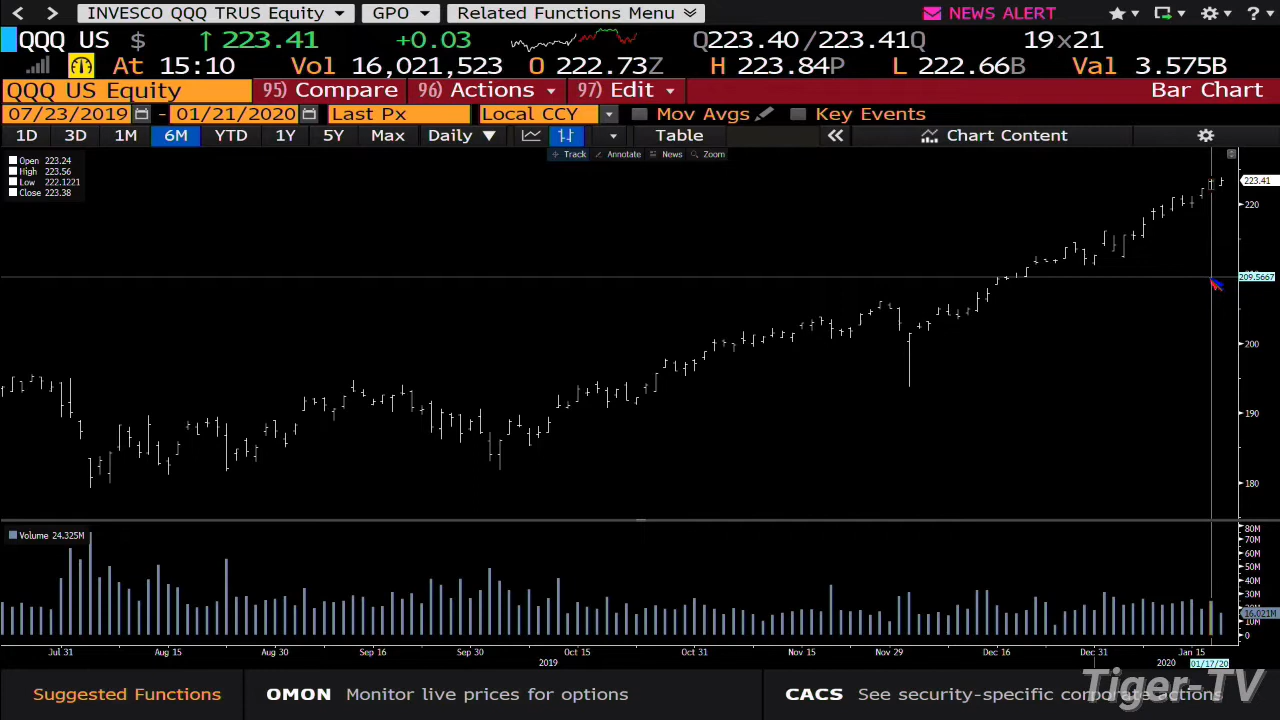 INVESCO QQQ TRUS Equity GPO Related Functions Menu NEWS ALERT ?
QQQ US $ ↑ 223.41 +0.03 Q223.40 /223.41Q 19x21
At 15:10 Vol 16,021,523 O 222.73Z H 223.84P L 222.66B Val 3.575B
QQQ US Equity 95) Compare 96) Actions 97) Edit Bar Chart
07/23/2019 - 01/21/2020 Last Px Local CCY Mov Avgs Key Events
1D 3D 1M 6M YTD 1Y 5Y Max Daily ▼ Table « Chart Content
Track Annotate News Zoom
Open 223.24
High 223.56
Low 222.1221
Close 223.38
223.41
220
209.5667
200
190
180
Volume 24.325M
80M
70M
60M
50M
40M
30M
16.021M
10M
0
Jul 31 Aug 15 Aug 30 Sep 16 Sep 30 Oct 15 Oct 31 Nov 15 Nov 29 Dec 16 Dec 31 Jan 15
2019 2020 01/17/20
Suggested Functions OMON Monitor live prices for options CACS See security-specific corporate actions
Tiger-TV